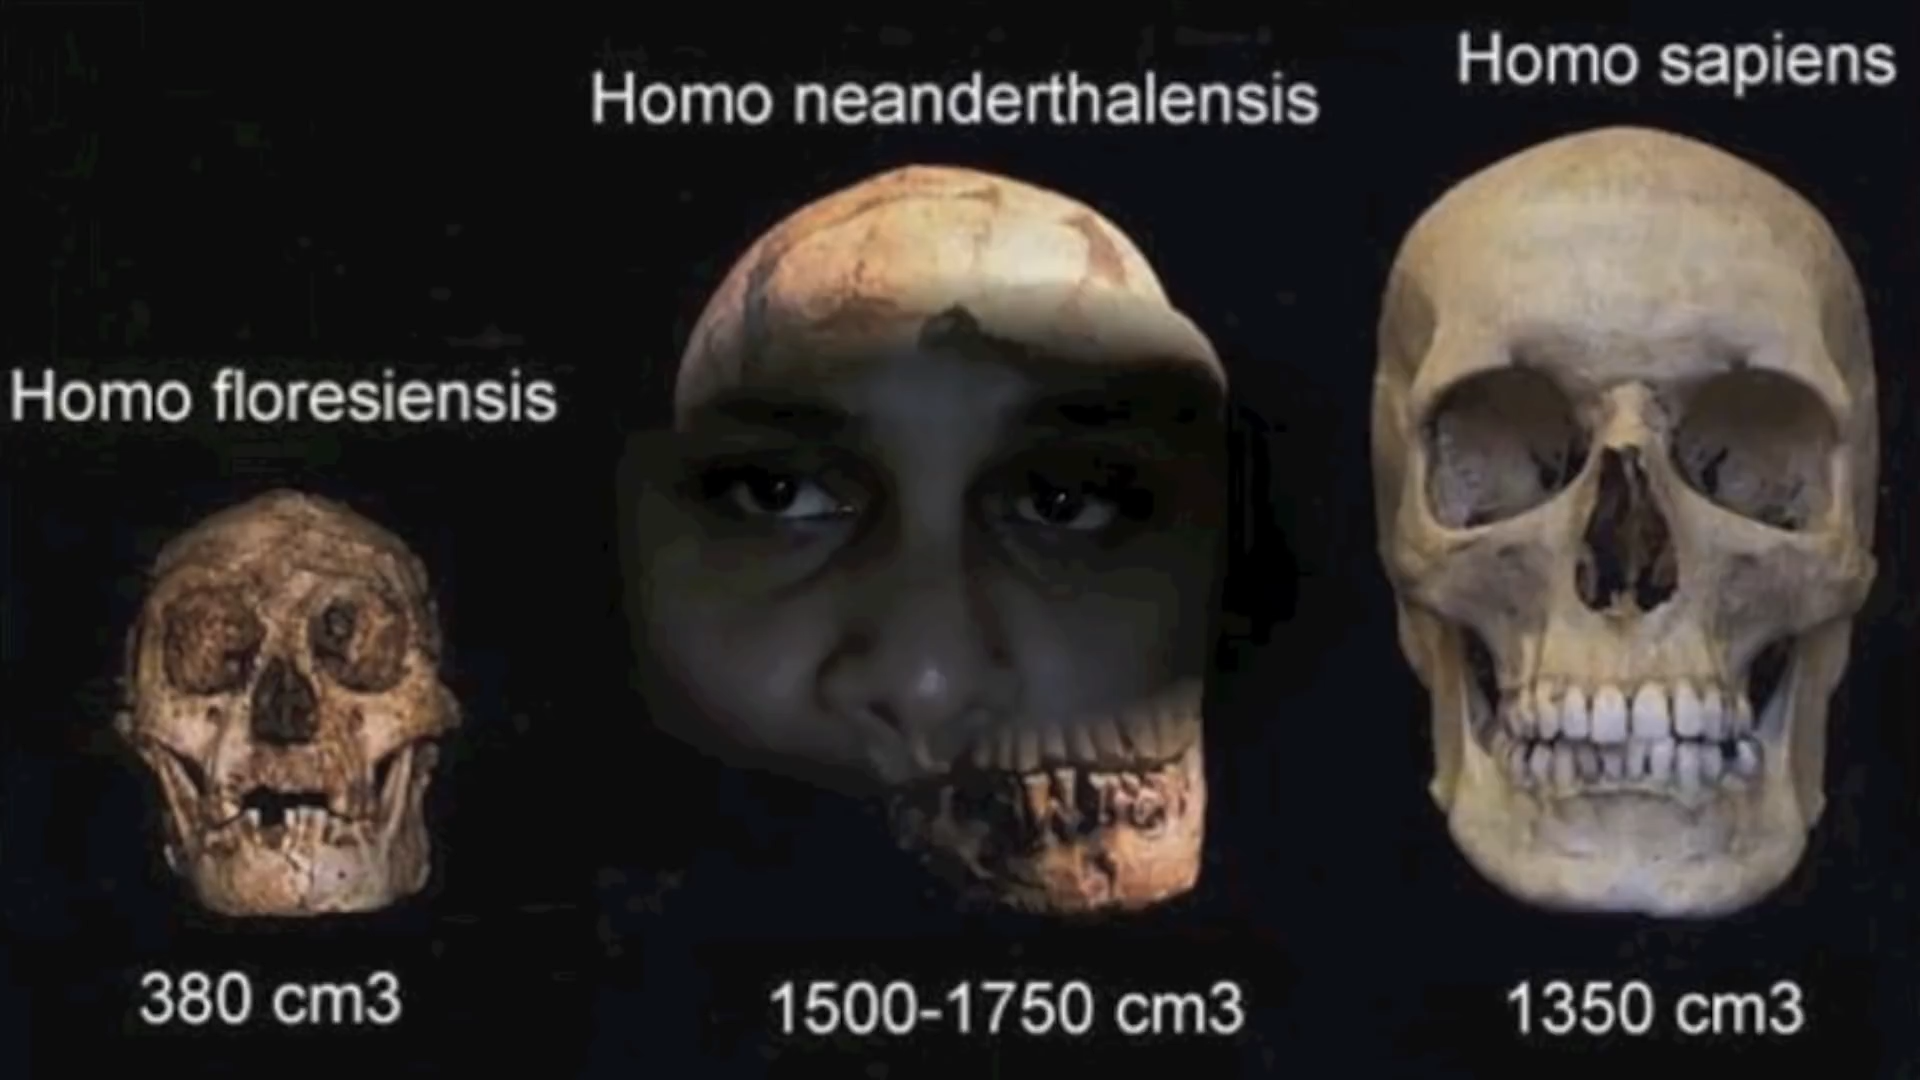 Homo sapiens
Homo neanderthalensis
Homo floresiensis
380 cm3
1500-1750 cm3
1350 cm3